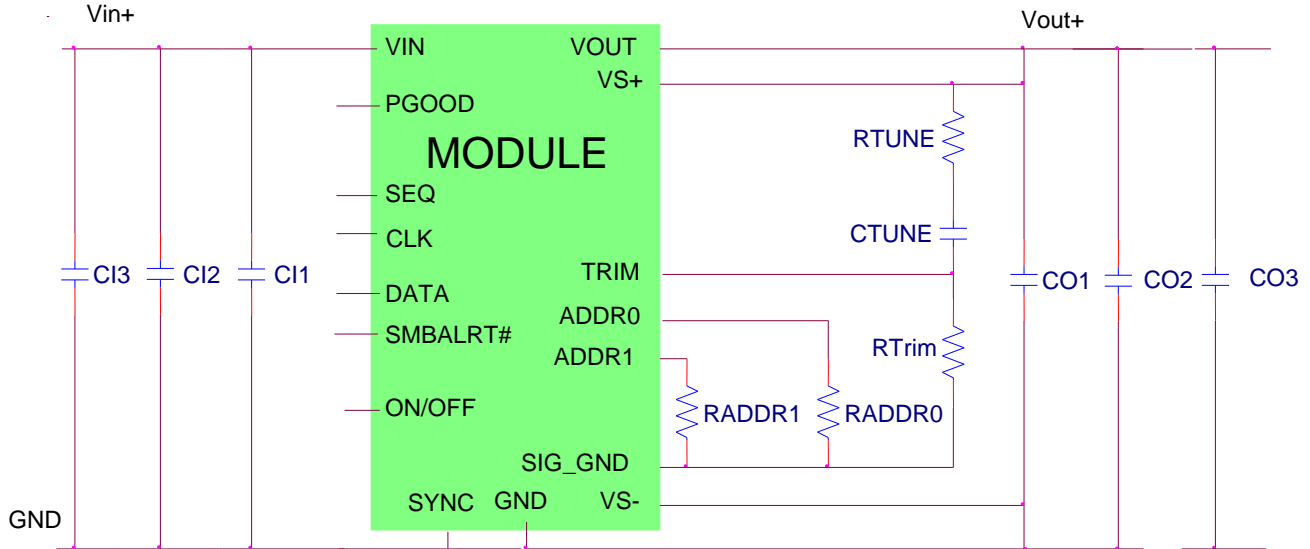 Vin+
Vout+
VIN
VOUT
VS+
PGOOD
RTUNE
MODULE
SEQ
CLK
CTUNE
CI3
CI2
CI1
TRIM
CO1
CO2
CO3
DATA
ADDR0
SMBALRT#
RTrim
ADDR1
ON/OFF
RADDR1
RADDR0
SIG_GND
SYNC
GND
VS-
GND